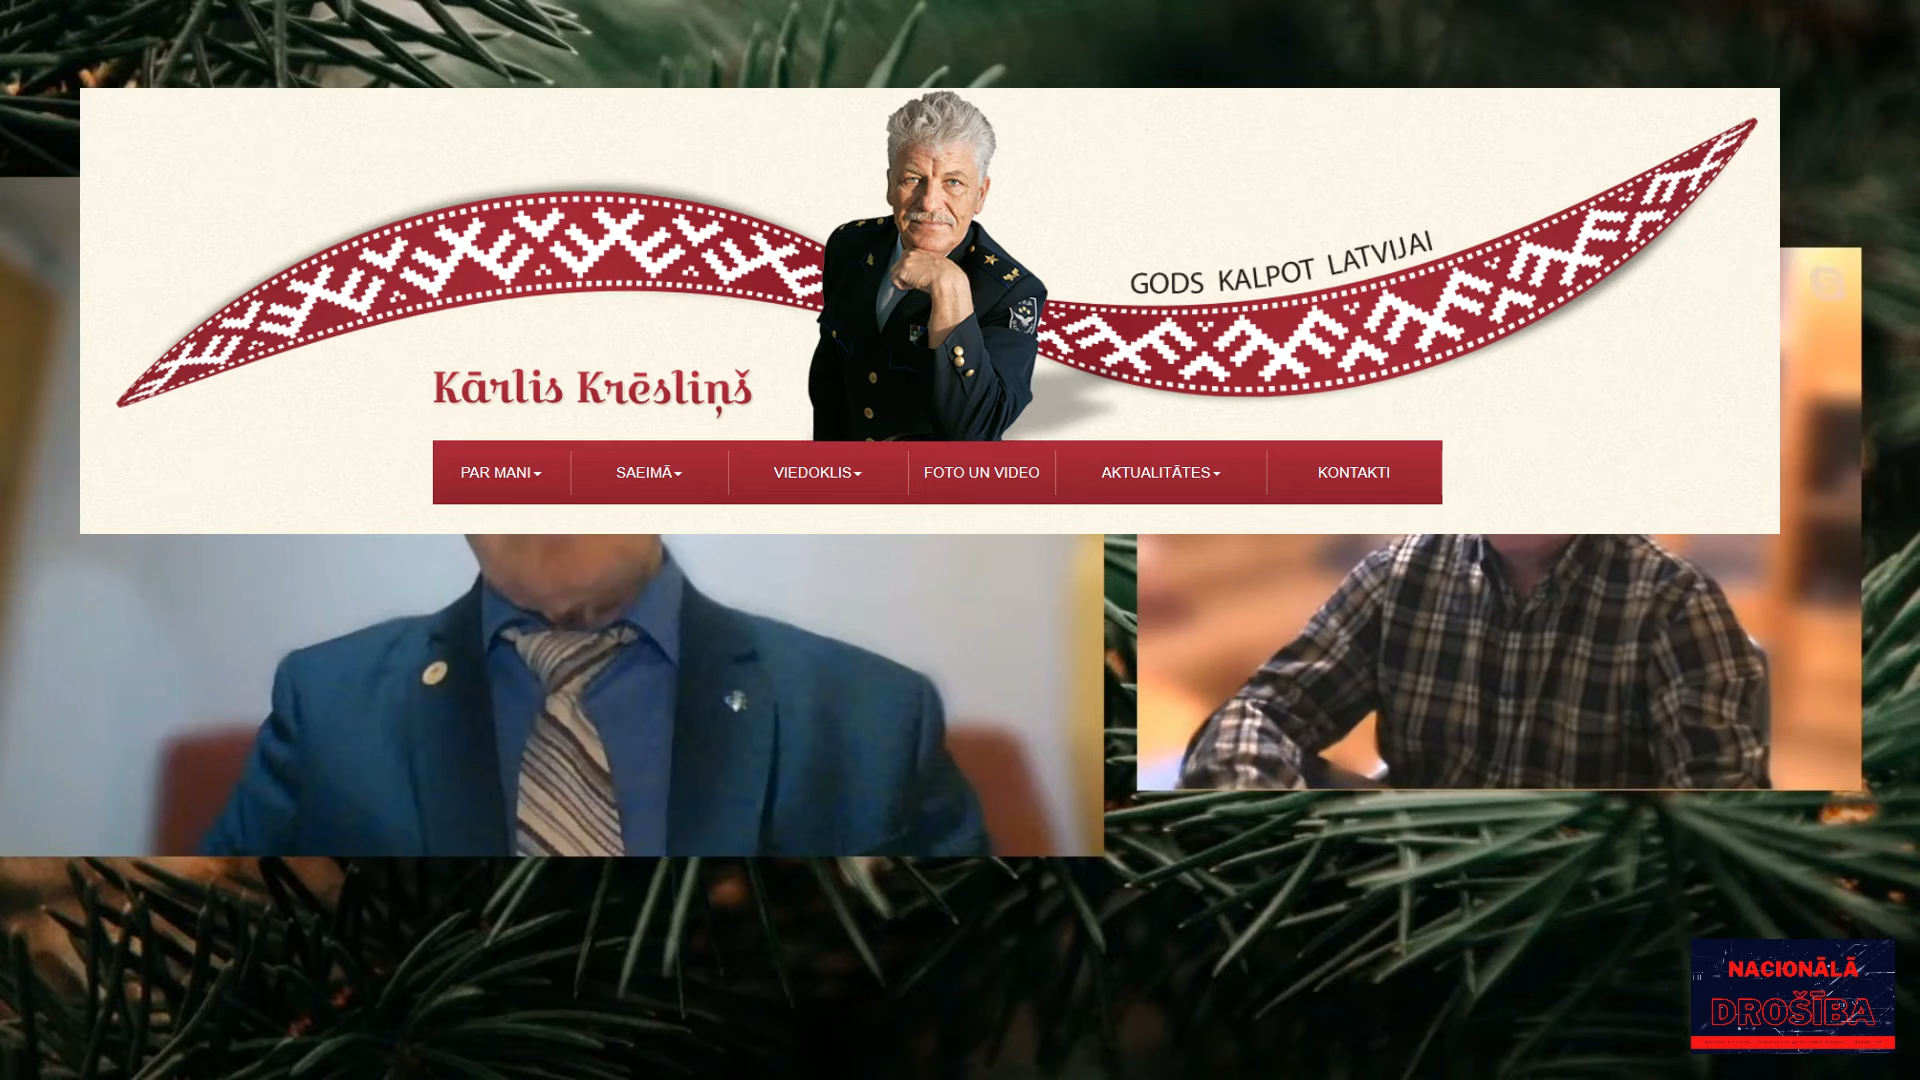 GODS KALPOT LATVIJAI
Kārlis Krēsliņš
PAR MANI
SAEIMĀ
VIEDOKLIS
FOTO UN VIDEO
AKTUALITĀTES
KONTAKTI
NACIONĀLĀ
DROŠĪBA